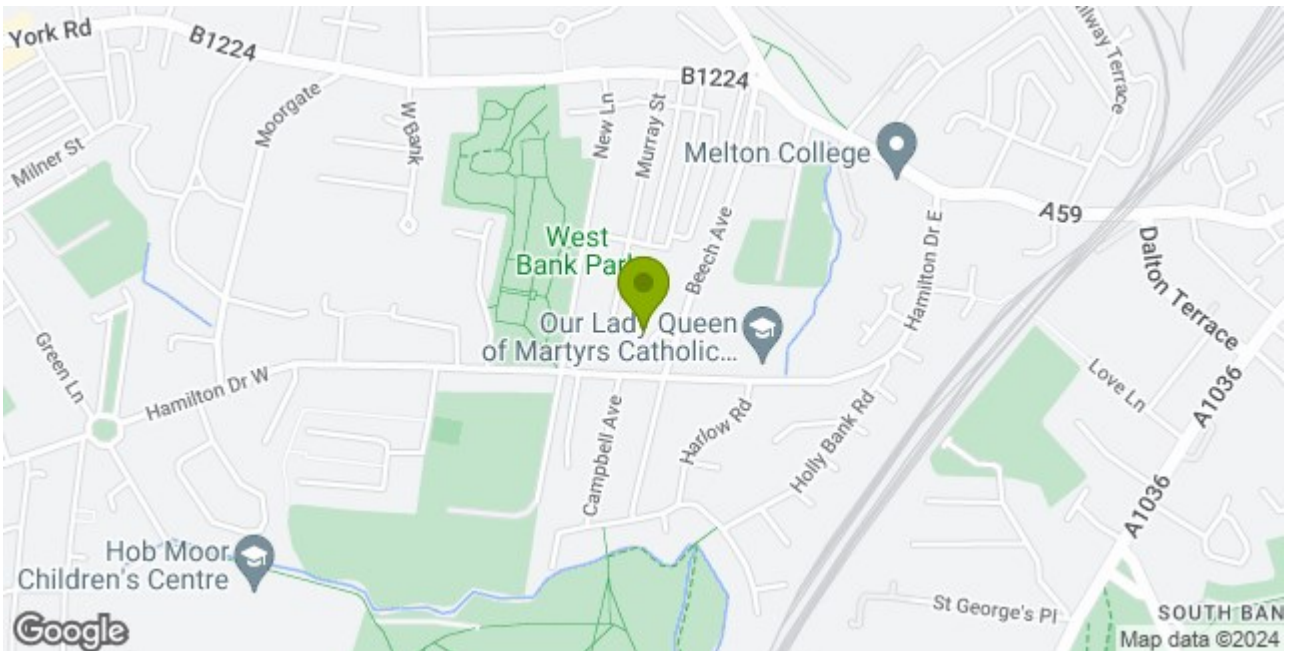 York Rd
B1224
Moorgate
W Bank
Milner St
New Ln
Murray St
B1224
Melton College
lway Terrace
A59
Dalton Terrace
Hamilton Dr E
West
Bank Park
Beech Ave
Our Lady Queen
of Martyrs Catholic...
Green Ln
Hamilton Dr W
Campbell Ave
Harlow Rd
Holly Bank Rd
Love Ln
A1036
A1036
Hob Moor
Children's Centre
St George's Pl
SOUTH BAN
Google
Map data ©2024